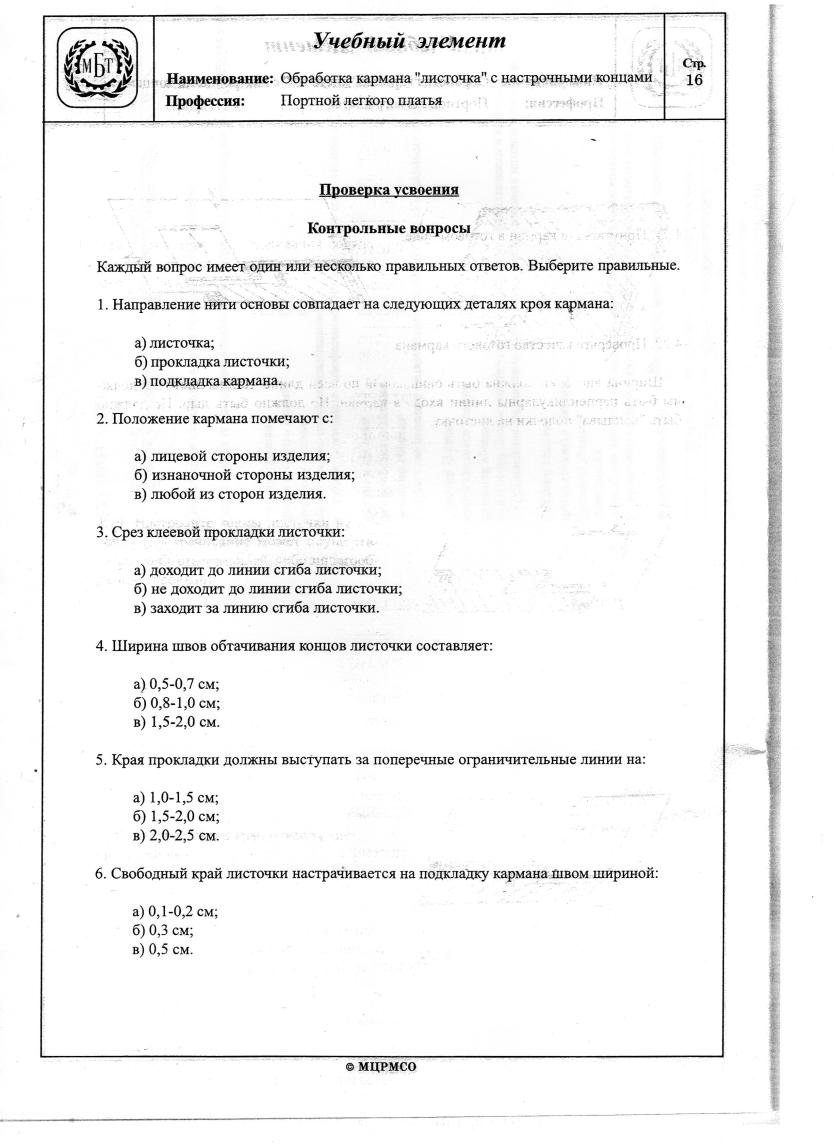 Учебный элемент
МБТ
Наименование: Обработка кармана "листочка" с настрочными концами
Профессия: Портной легкого платья
Стр.
16
Проверка усвоения
Контрольные вопросы
Каждый вопрос имеет один или несколько правильных ответов. Выберите правильные.
1. Направление нити основы совпадает на следующих деталях кроя кармана:
а) листочка;
б) прокладка листочки;
в) подкладка кармана.
2. Положение кармана помечают с:
а) лицевой стороны изделия;
б) изнаночной стороны изделия;
в) любой из сторон изделия.
3. Срез клеевой прокладки листочки:
а) доходит до линии сгиба листочки;
б) не доходит до линии сгиба листочки;
в) заходит за линию сгиба листочки.
4. Ширина швов обтачивания концов листочки составляет:
а) 0,5-0,7 см;
б) 0,8-1,0 см;
в) 1,5-2,0 см.
5. Края прокладки должны выступать за поперечные ограничительные линии на:
а) 1,0-1,5 см;
б) 1,5-2,0 см;
в) 2,0-2,5 см.
6. Свободный край листочки настрачивается на подкладку кармана швом шириной:
а) 0,1-0,2 см;
б) 0,3 см;
в) 0,5 см.
© МЦРМСО